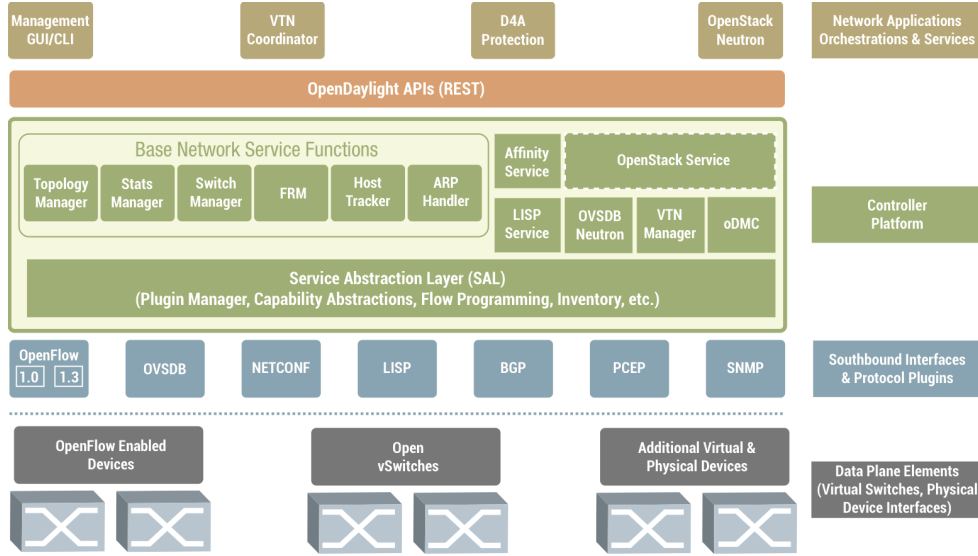 Management
GUI/CLI
VTN
Coordinator
D4A
Protection
OpenStack
Neutron
Network Applications
Orchestrations & Services
OpenDaylight APIs (REST)
Base Network Service Functions
Topology
Manager
Stats
Manager
Switch
Manager
FRM
Host
Tracker
ARP
Handler
Affinity
Service
OpenStack Service
LISP
Service
OVSDB
Neutron
VTN
Manager
oDMC
Controller
Platform
Service Abstraction Layer (SAL)
(Plugin Manager, Capability Abstractions, Flow Programming, Inventory, etc.)
OpenFlow
1.0
1.3
OVSDB
NETCONF
LISP
BGP
PCEP
SNMP
Southbound Interfaces
& Protocol Plugins
OpenFlow Enabled
Devices
Open
vSwitches
Additional Virtual &
Physical Devices
Data Plane Elements
(Virtual Switches, Physical
Device Interfaces)